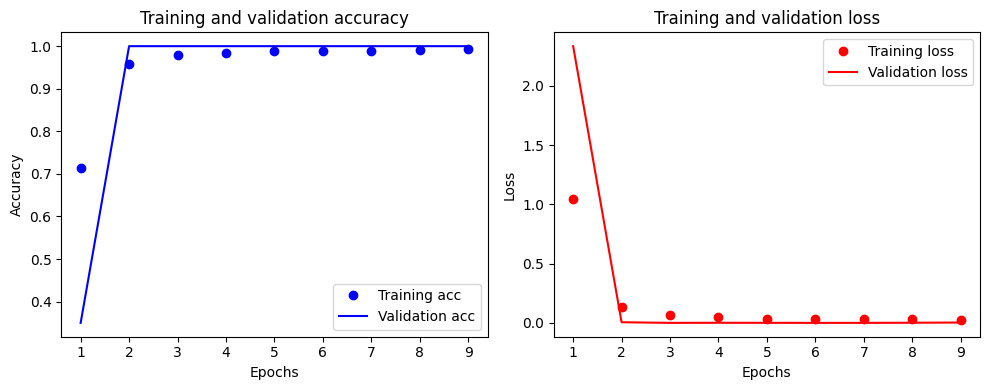 Training and validation accuracy
1.0
0.9
0.8
0.7
0.6
0.5
0.4
Accuracy
Training acc
Validation acc
1 2 3 4 5 6 7 8 9
Epochs
Training and validation loss
2.0
1.5
1.0
0.5
0.0
Loss
Training loss
Validation loss
1 2 3 4 5 6 7 8 9
Epochs